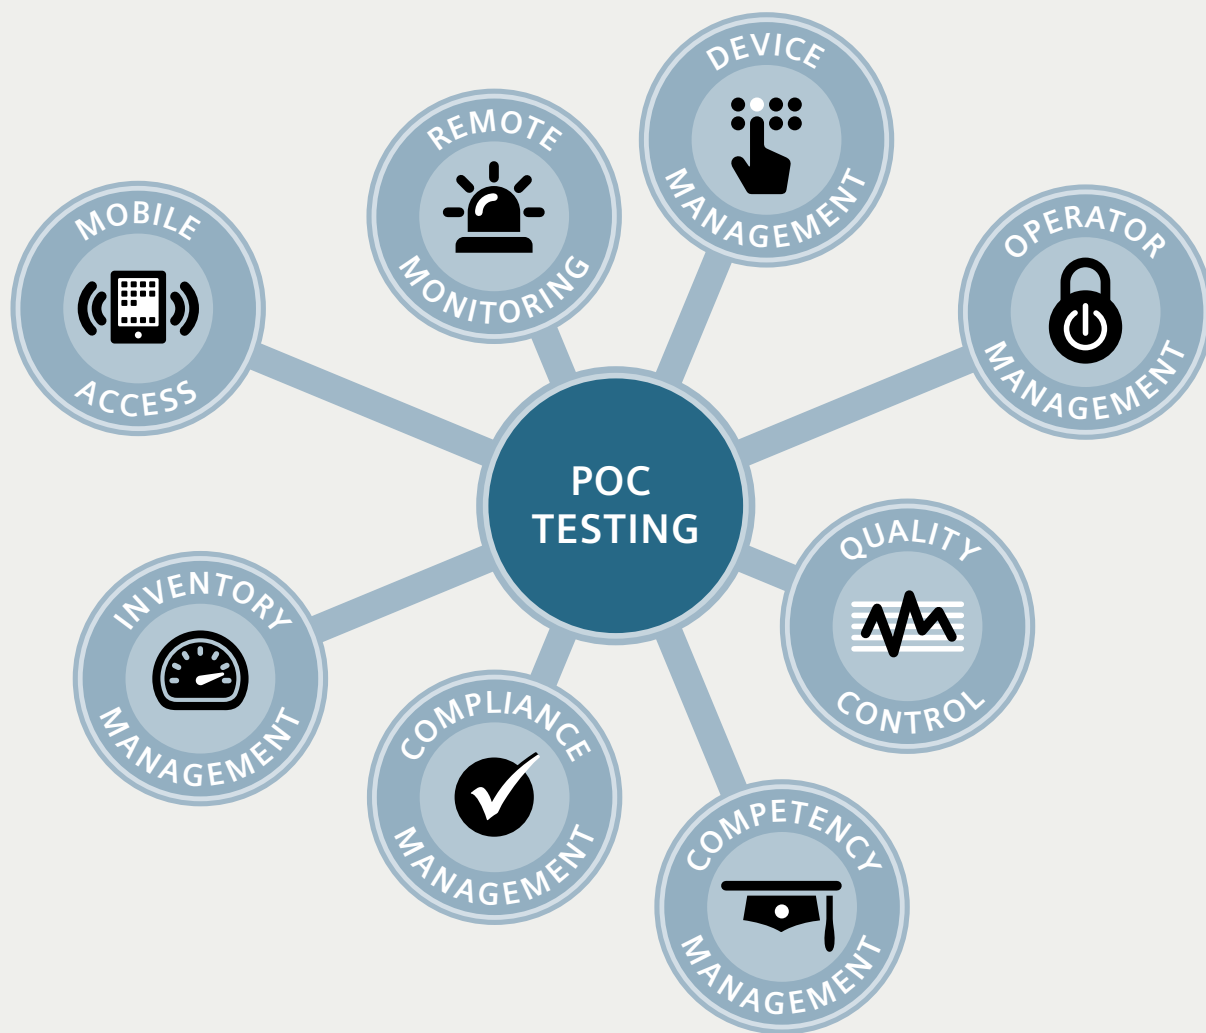 DEVICE
MANAGEMENT
REMOTE
MONITORING
MOBILE
ACCESS
OPERATOR
MANAGEMENT
POC
TESTING
QUALITY
CONTROL
INVENTORY
MANAGEMENT
COMPLIANCE
MANAGEMENT
COMPETENCY
MANAGEMENT